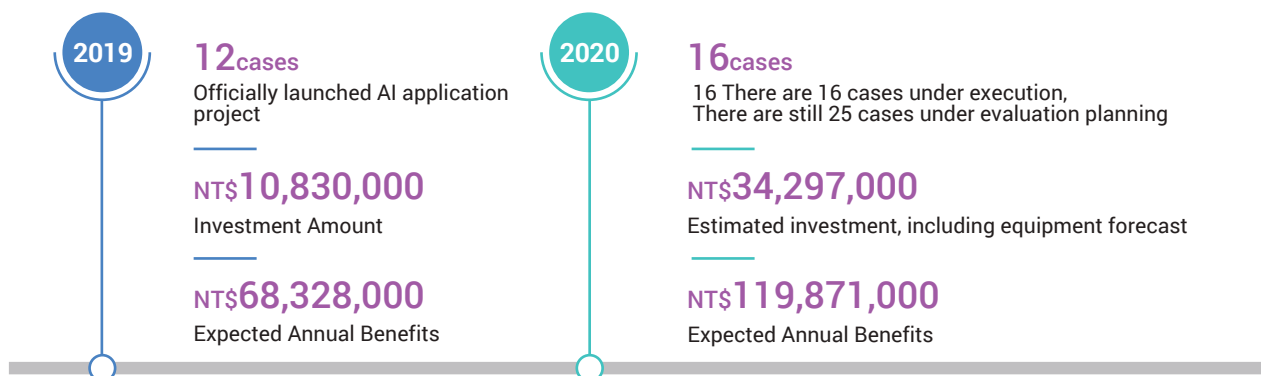 2019
12cases
Officially launched AI application
project
NT$10,830,000
Investment Amount
NT$68,328,000
Expected Annual Benefits
2020
16cases
16 There are 16 cases under execution,
There are still 25 cases under evaluation planning
NT$34,297,000
Estimated investment, including equipment forecast
NT$119,871,000
Expected Annual Benefits